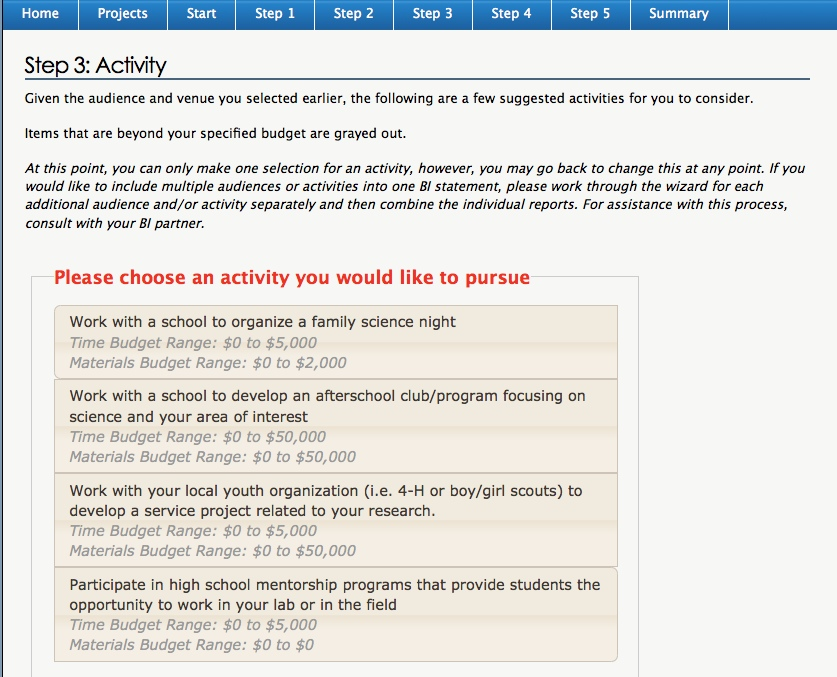 Home Projects Start Step 1 Step 2 Step 3 Step 4 Step 5 Summary
Step 3: Activity
Given the audience and venue you selected earlier, the following are a few suggested activities for you to consider.
Items that are beyond your specified budget are grayed out.
At this point, you can only make one selection for an activity, however, you may go back to change this at any point. If you
would like to include multiple audiences or activities into one BI statement, please work through the wizard for each
additional audience and/or activity separately and then combine the individual reports. For assistance with this process,
consult with your BI partner.
Please choose an activity you would like to pursue
Work with a school to organize a family science night
Time Budget Range: $0 to $5,000
Materials Budget Range: $0 to $2,000
Work with a school to develop an afterschool club/program focusing on
science and your area of interest
Time Budget Range: $0 to $50,000
Materials Budget Range: $0 to $50,000
Work with your local youth organization (i.e. 4-H or boy/girl scouts) to
develop a service project related to your research.
Time Budget Range: $0 to $5,000
Materials Budget Range: $0 to $50,000
Participate in high school mentorship programs that provide students the
opportunity to work in your lab or in the field
Time Budget Range: $0 to $5,000
Materials Budget Range: $0 to $0